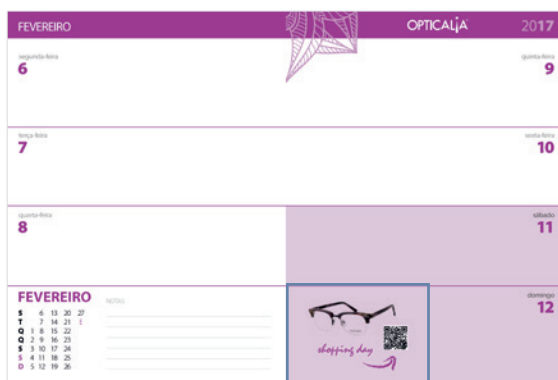 FEVEREIRO
OPTICALIA
2017
segunda-feira
6
quinta-feira
9
terça-feira
7
sexta-feira
10
quarta-feira
8
sábado
11
FEVEREIRO
NOTAS
S 6 13 20 27
T 7 14 21
Q 1 8 15 22
Q 2 9 16 23
S 3 10 17 24
S 4 11 18 25
D 5 12 19 26
shopping day
domingo
12